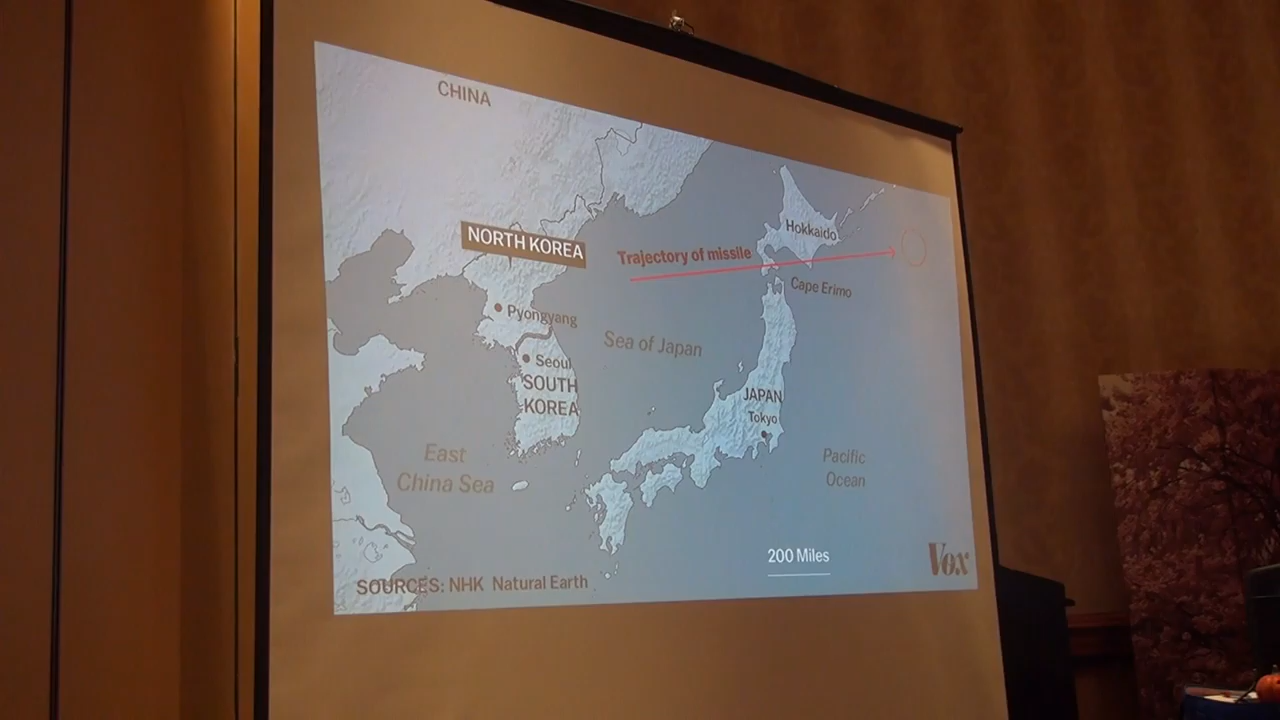 CHINA
NORTH KOREA
Trajectory of missile
Hokkaido
Cape Erimo
Pyongyang
Sea of Japan
Seoul
SOUTH
KOREA
JAPAN
Tokyo
East
China Sea
Pacific
Ocean
200 Miles
Vox
SOURCES: NHK Natural Earth